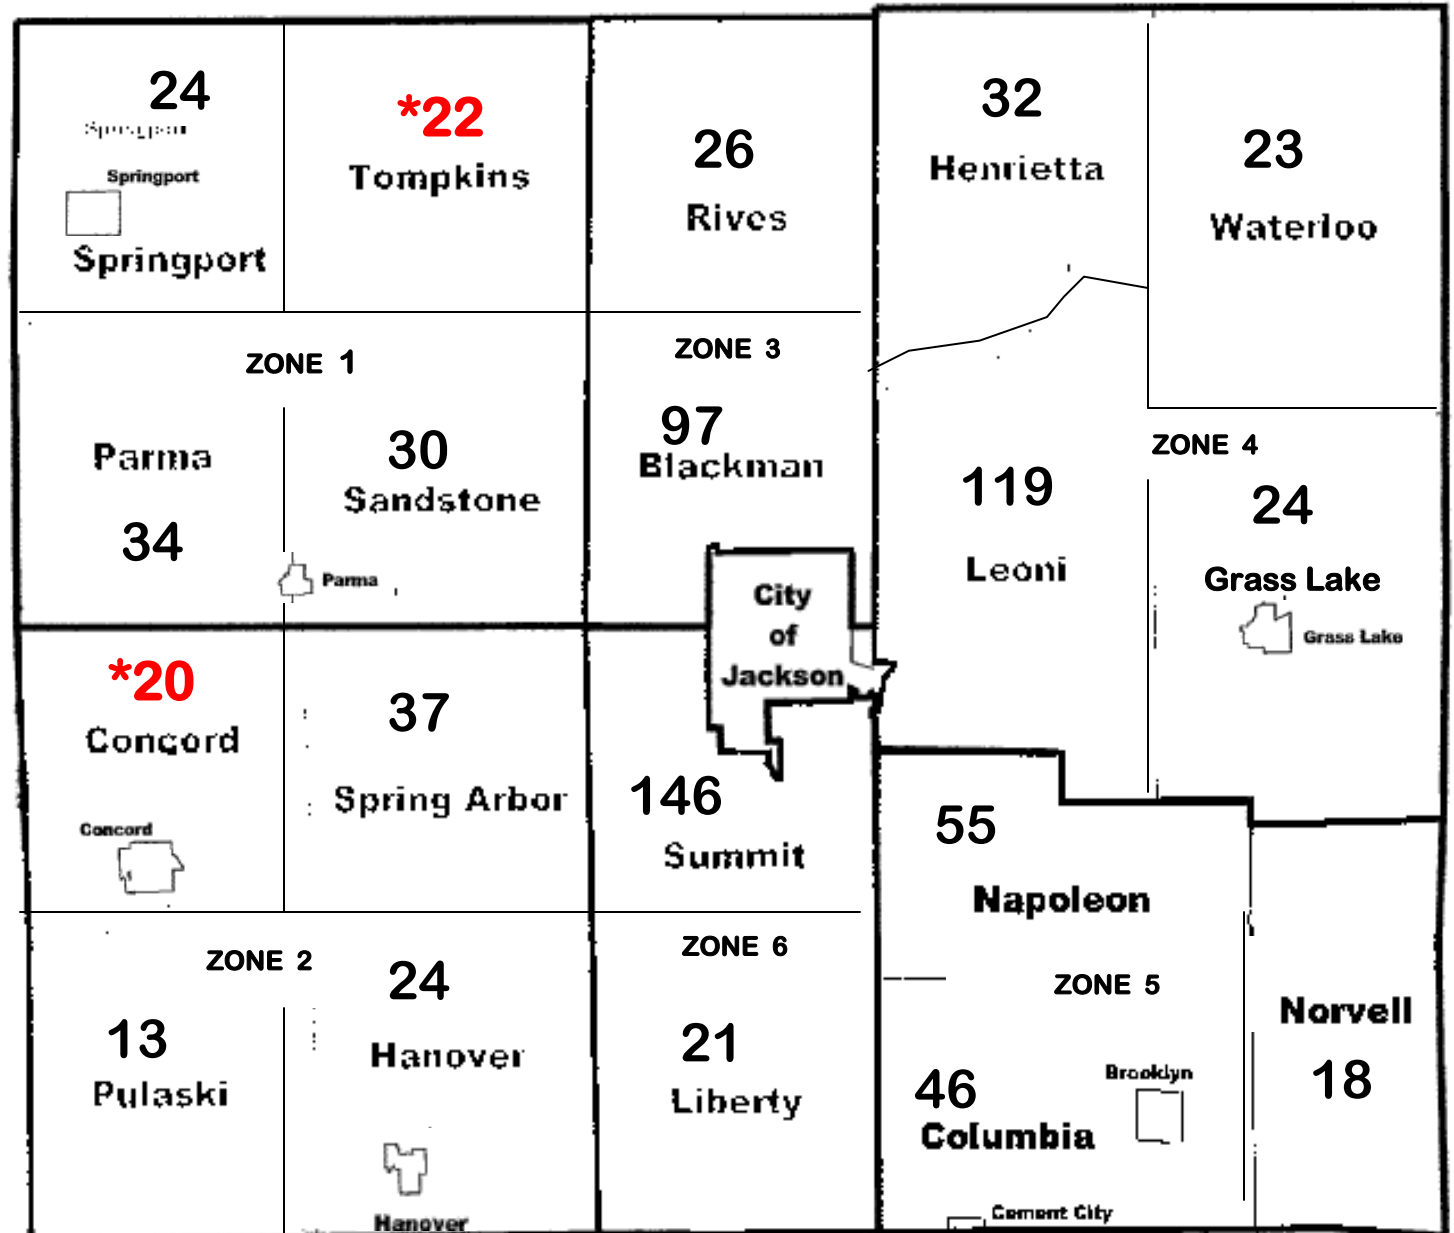 24
Springport
Springport
Springport
*22
Tompkins
26
Rives
32
Henrietta
23
Waterloo
ZONE 1
Parma
34
30
Sandstone
Parma
ZONE 3
97
Blackman
City
of
Jackson
119
Leoni
ZONE 4
24
Grass Lake
Grass Lake
*20
Concord
Concord
37
Spring Arbor
146
Summit
55
Napoleon
ZONE 2
13
Pulaski
24
Hanover
Hanover
ZONE 6
21
Liberty
ZONE 5
46
Columbia
Brooklyn
Cement City
Norvell
18